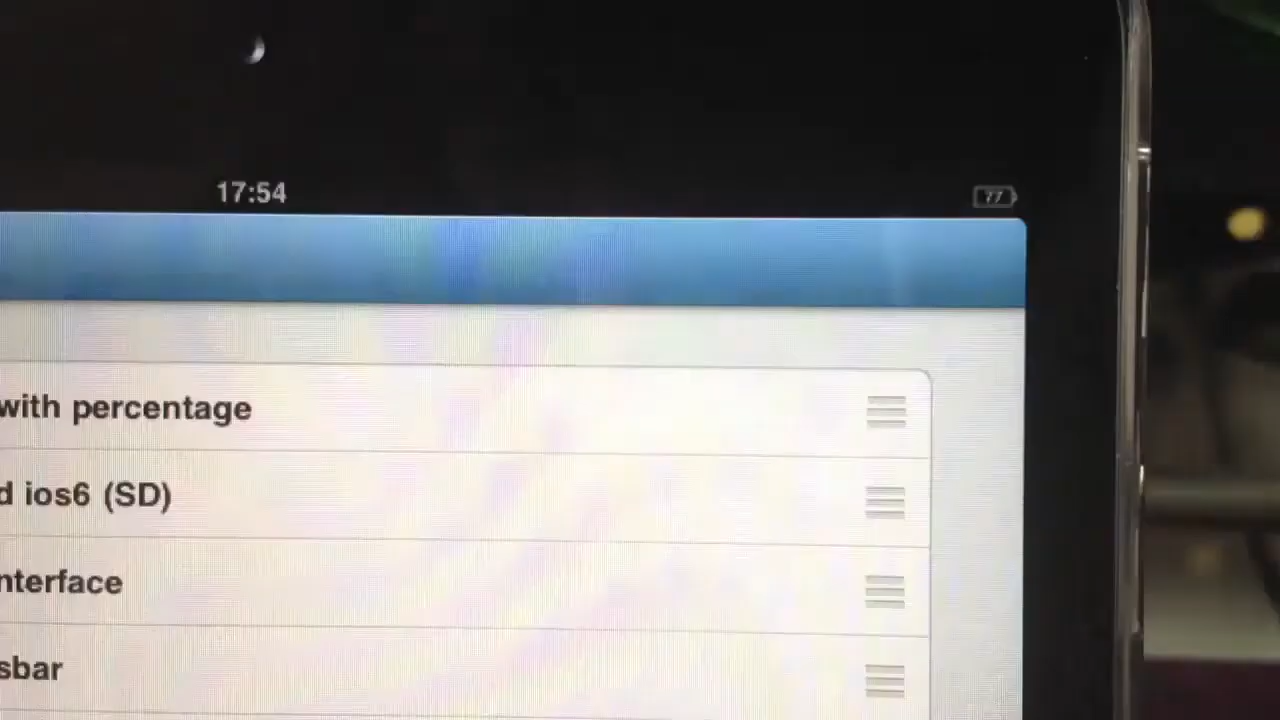 17:54
77
with percentage
d ios6 (SD)
nterface
sbar